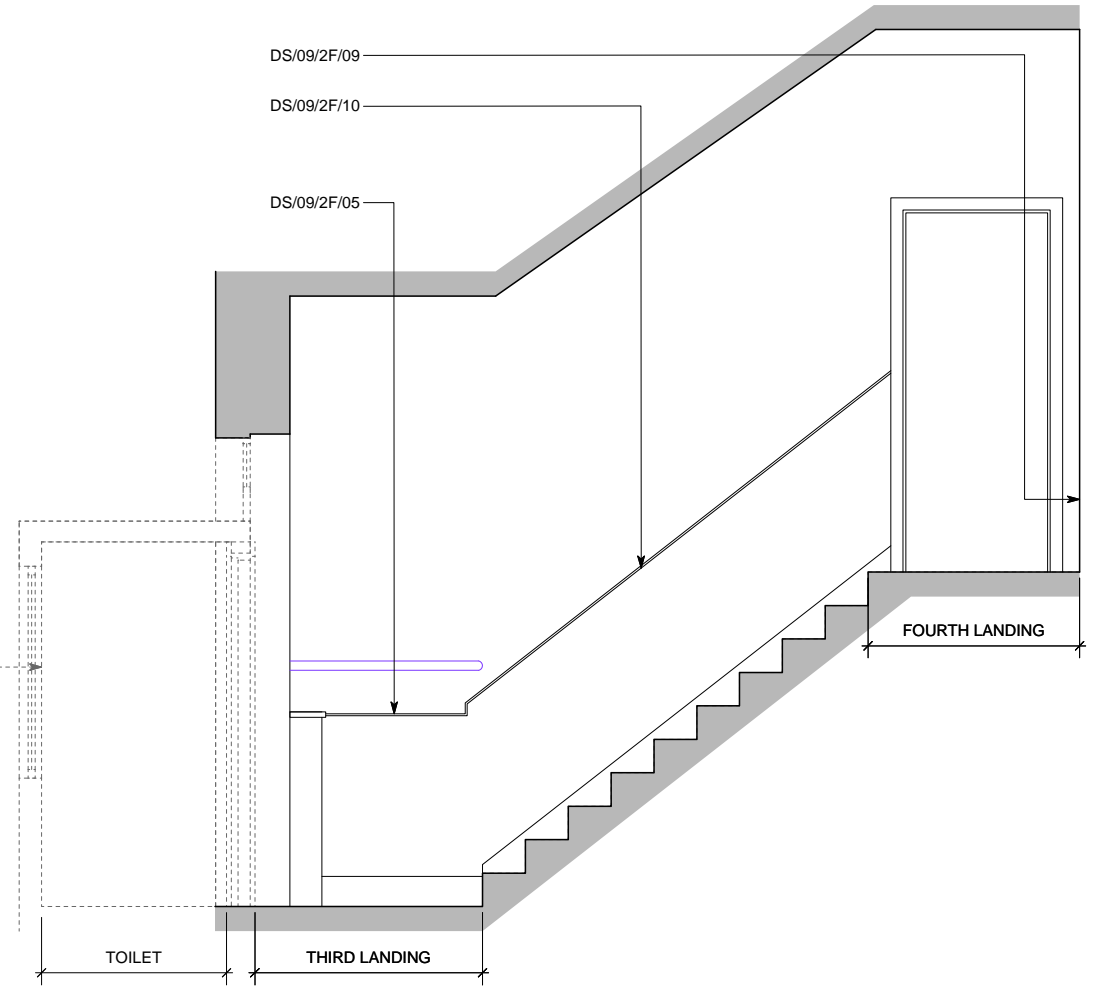 DS/09/2F/09
DS/09/2F/10
DS/09/2F/05
FOURTH LANDING
TOILET
THIRD LANDING